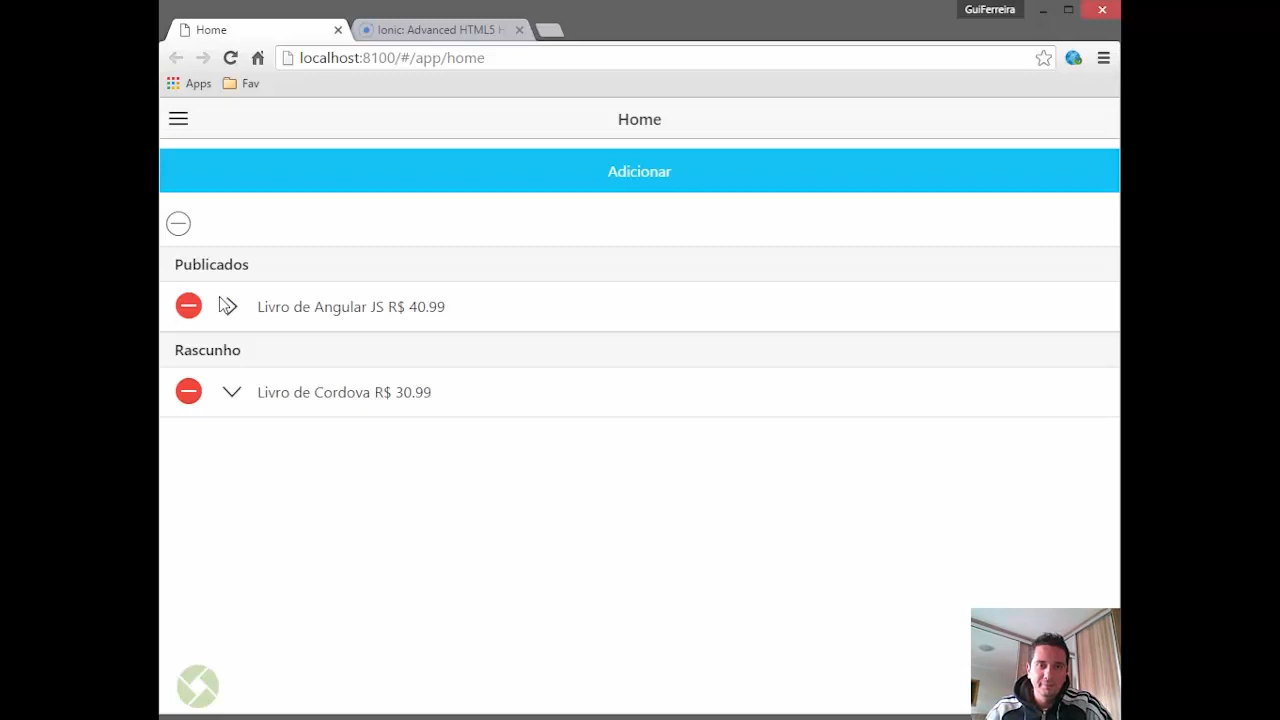 GuiFerreira
Home
Ionic: Advanced HTML5 H
localhost:8100/#/app/home
Apps
Fav
Home
Adicionar
Publicados
Livro de Angular JS R$ 40.99
Rascunho
Livro de Cordova R$ 30.99